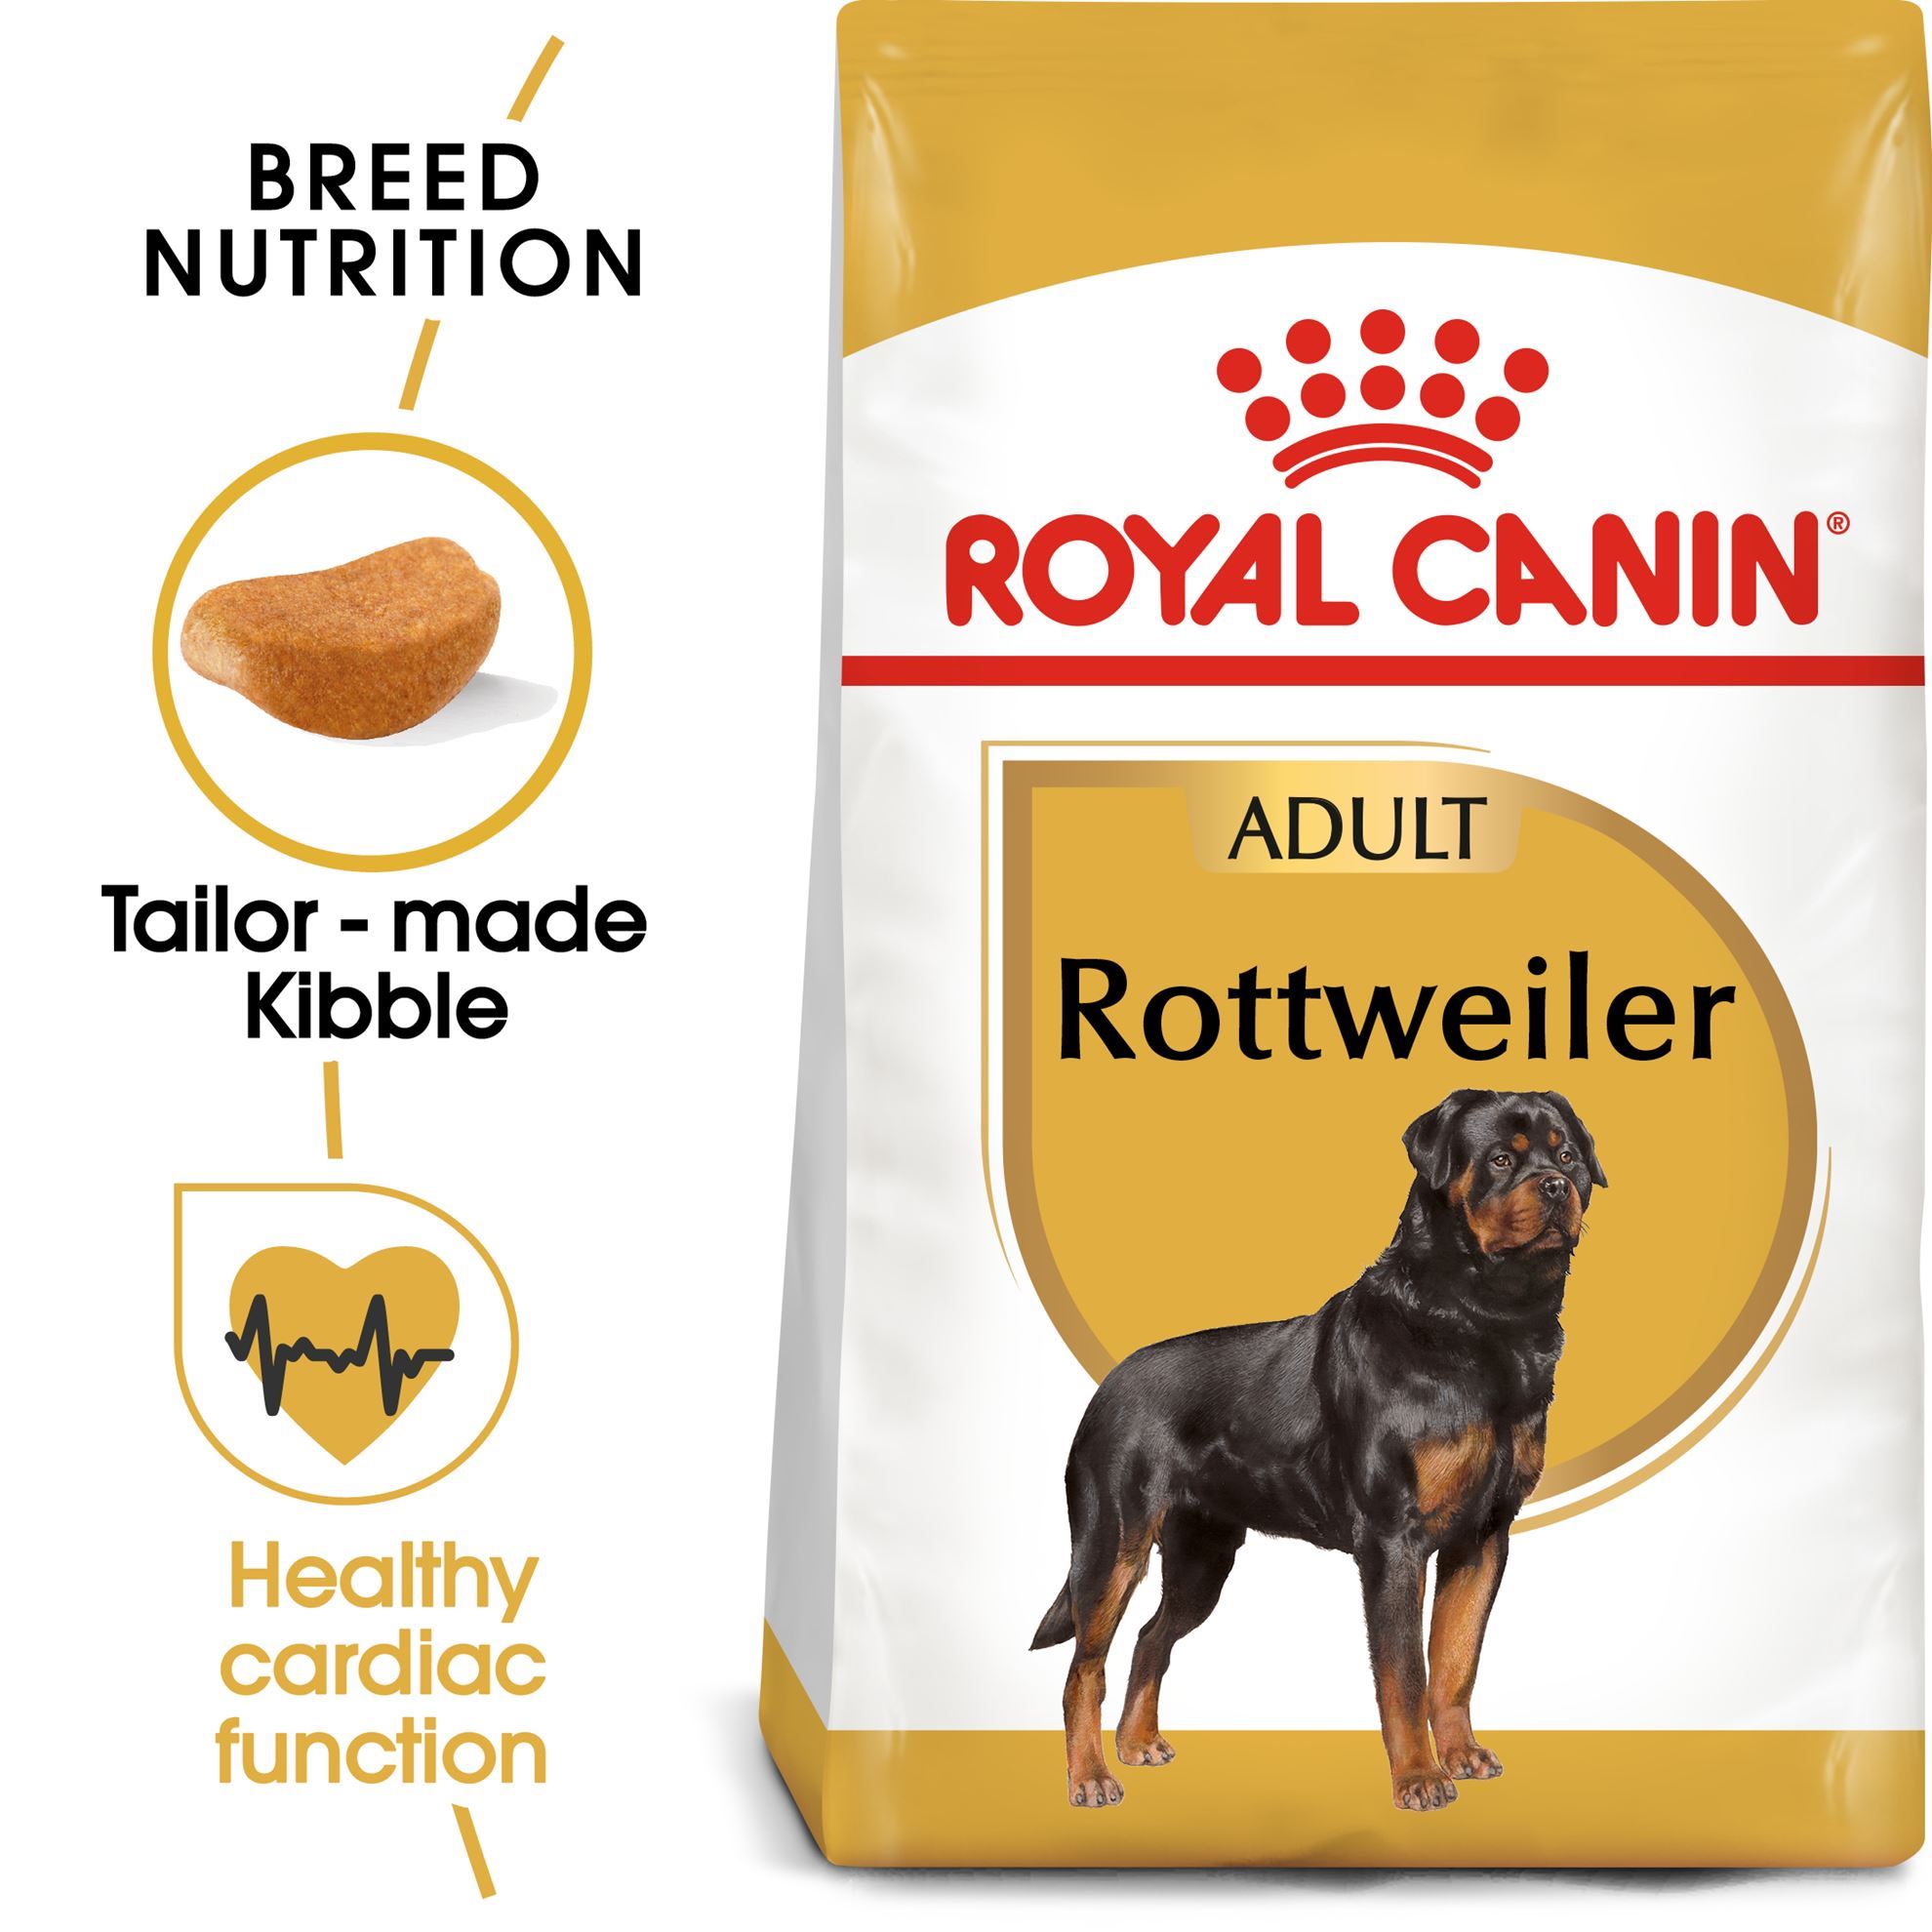 BREED
NUTRITION
Tailor - made
Kibble
Healthy
cardiac
function
ROYAL CANIN®
ADULT
Rottweiler